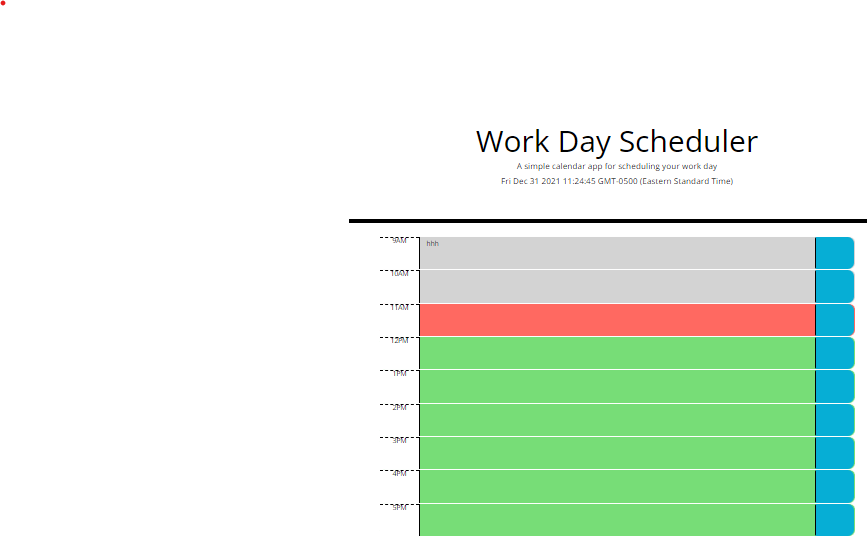 Work Day Scheduler
A simple calendar app for scheduling your work day
Fri Dec 31 2021 11:24:45 GMT-0500 (Eastern Standard Time)
9AM hhh
10AM
11AM
12PM
1PM
2PM
3PM
4PM
5PM